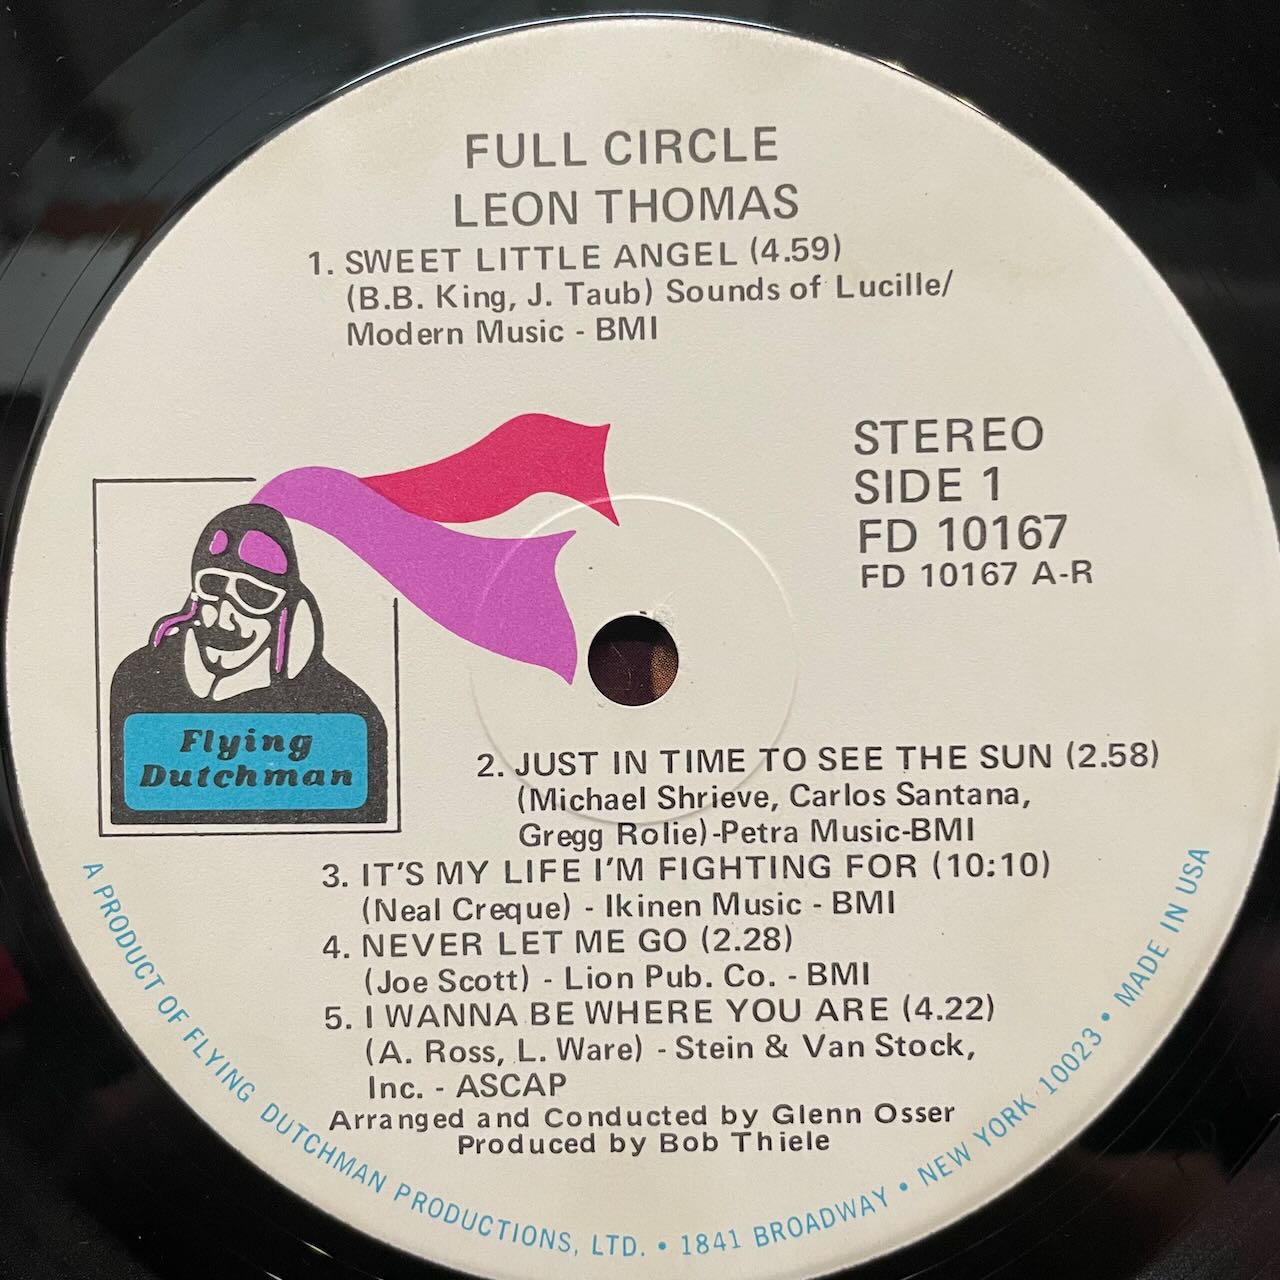 FULL CIRCLE
LEON THOMAS
1. SWEET LITTLE ANGEL (4.59)
(B.B. King, J. Taub) Sounds of Lucille/
Modern Music - BMI
STEREO
SIDE 1
FD 10167
FD 10167 A-R
Flying
Dutchman
2. JUST IN TIME TO SEE THE SUN (2.58)
(Michael Shrieve, Carlos Santana,
Gregg Rolie)-Petra Music-BMI
3. IT'S MY LIFE I'M FIGHTING FOR (10:10)
(Neal Creque) - Ikinen Music - BMI
4. NEVER LET ME GO (2.28)
(Joe Scott) - Lion Pub. Co. - BMI
5. I WANNA BE WHERE YOU ARE (4.22)
(A. Ross, L. Ware) - Stein & Van Stock,
Inc. - ASCAP
Arranged and Conducted by Glenn Osser
Produced by Bob Thiele
A PRODUCT OF FLYING DUTCHMAN PRODUCTIONS, LTD. • 1841 BROADWAY • NEW YORK 10023 • MADE IN USA